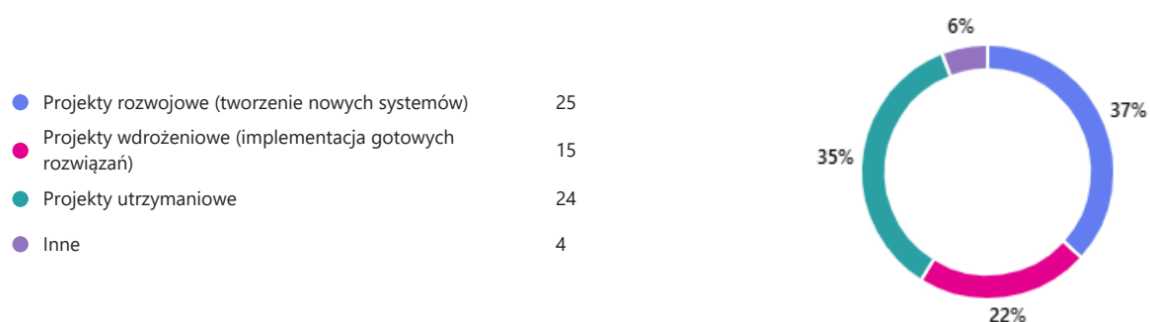 6%
Projekty rozwojowe (tworzenie nowych systemów) 25
37%
Projekty wdrożeniowe (implementacja gotowych
rozwiązań) 15
35%
Projekty utrzymaniowe 24
Inne 4
22%